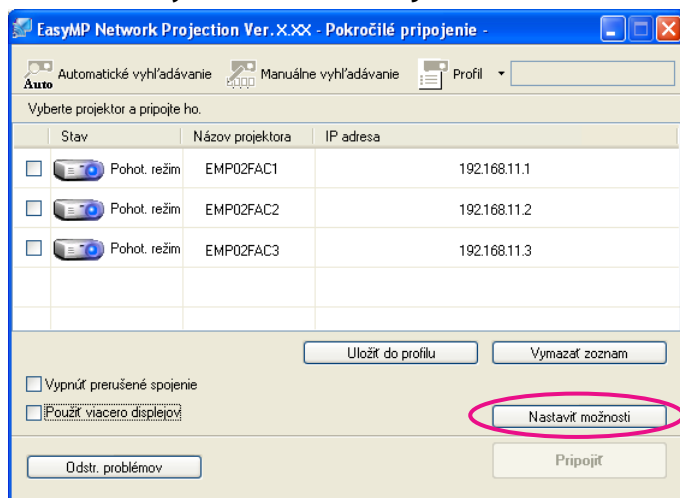 EasyMP Network Projection Ver.X.XX - Pokročilé pripojenie -
Auto Automatické vyhľadávanie Manuálne vyhľadávanie Profil
Vyberte projektor a pripojte ho.
Stav Názov projektora IP adresa
Pohot. režim EMP02FAC1 192.168.11.1
Pohot. režim EMP02FAC2 192.168.11.2
Pohot. režim EMP02FAC3 192.168.11.3
Uložiť do profilu Vymazať zoznam
Vypnúť prerušené spojenie
Použiť viacero displejov Nastaviť možnosti
Odstr. problémov Pripojiť